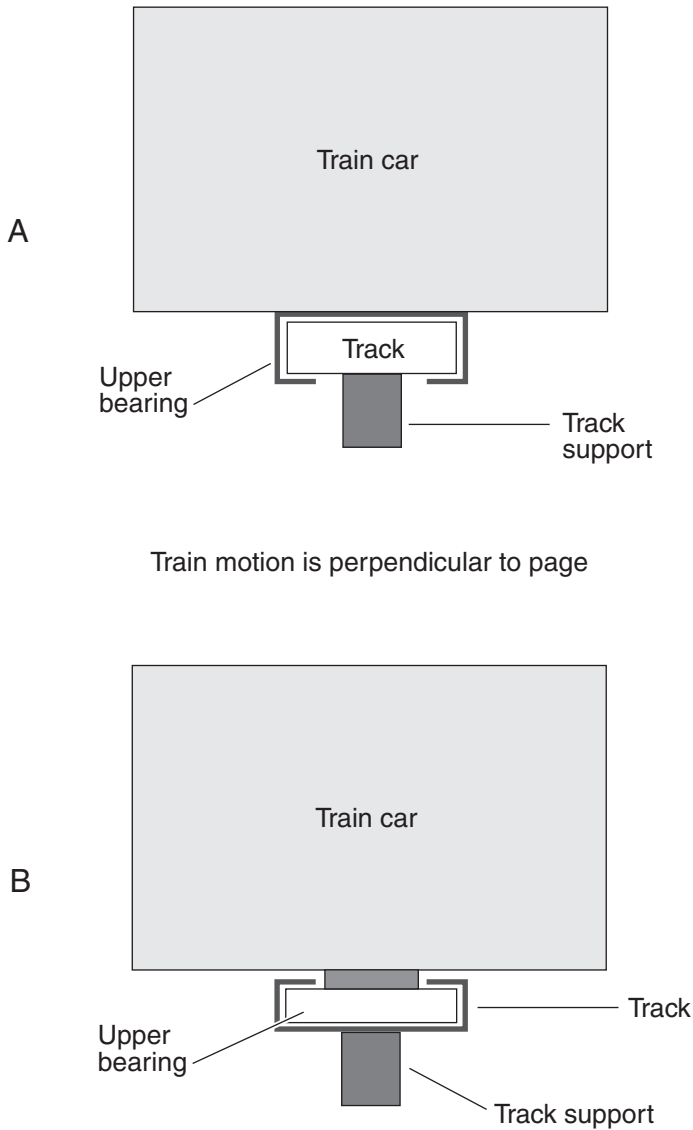 Train car
A
Track
Upper
bearing
Track
support
Train motion is perpendicular to page
Train car
B
Track
Upper
bearing
Track support